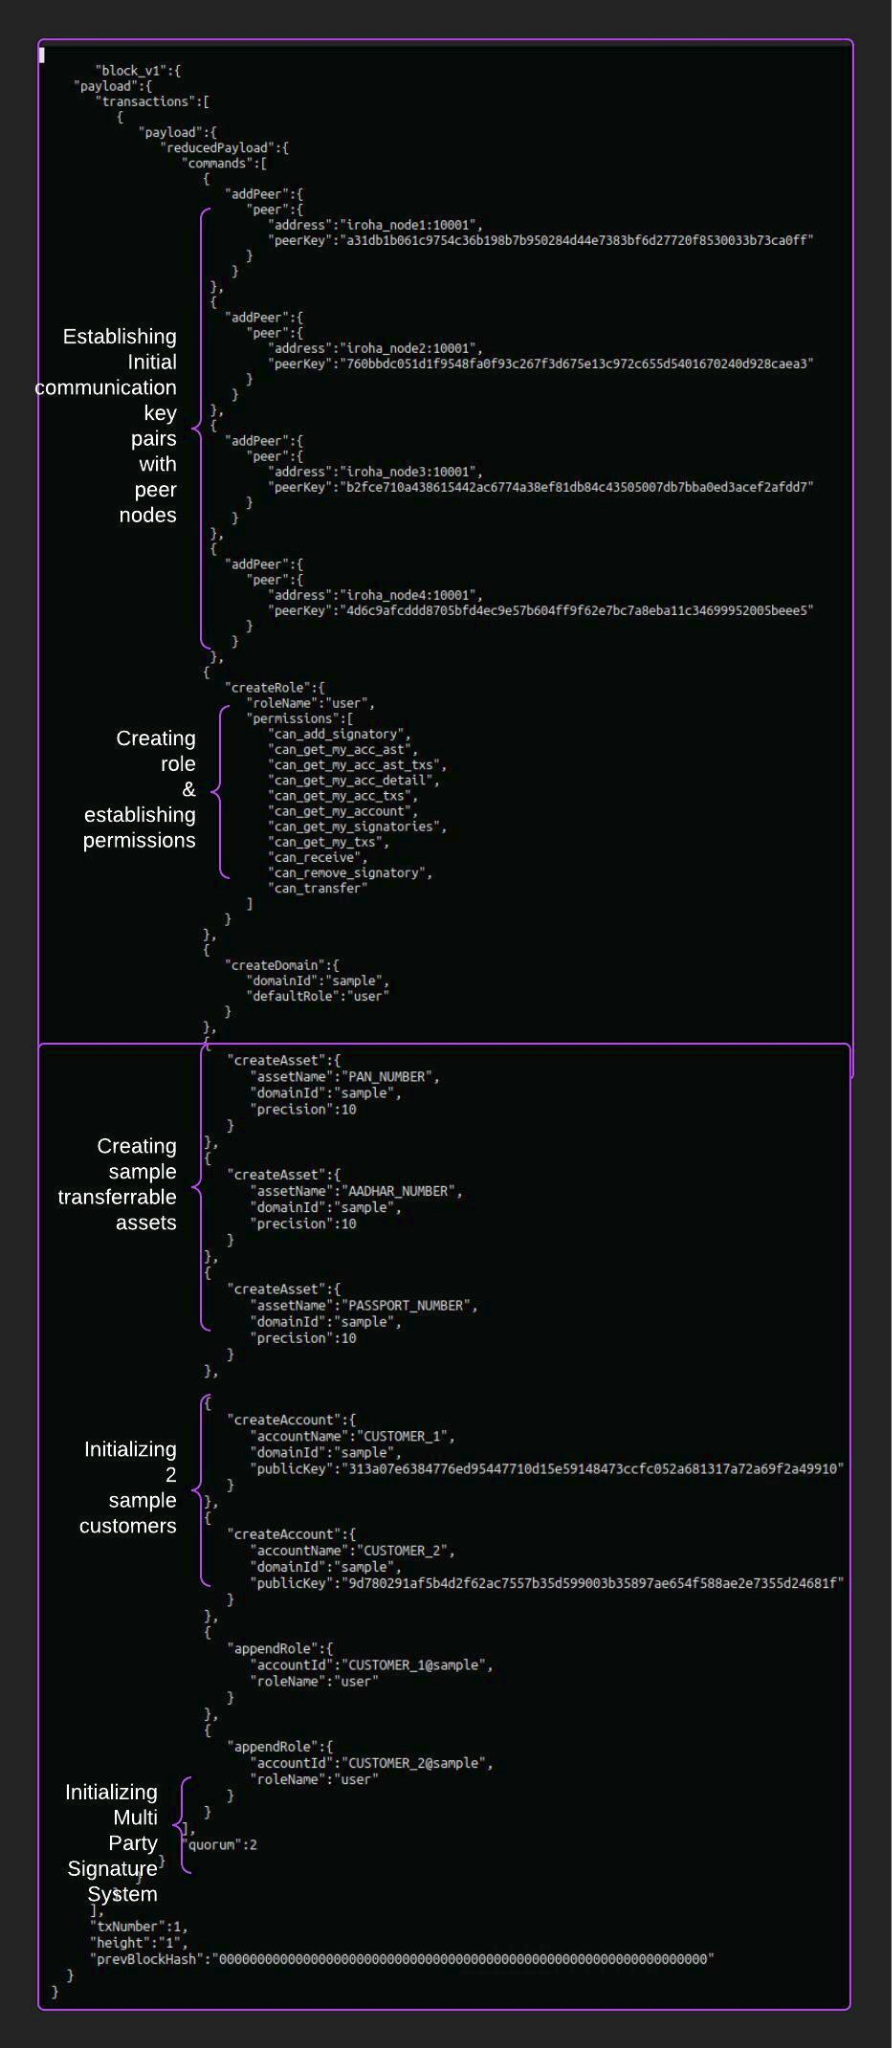 "block_v1":{
"payload":{
"transactions":[
{
"payload":{
"reducedPayload":{
"commands":[
{
"addPeer":{
"peer":{
"address":"iroha_node1:10001",
"peerKey":"a31db1b061c9754c36b198b7b950284d44e7383bf6d27720f8530033b73ca0ff"
}
}
},
{
"addPeer":{
"peer":{
"address":"iroha_node2:10001",
"peerKey":"760bbdc051d1f9548fa0f93c267f3d675e13c972c655d5401670240d928caea3"
}
}
},
{
"addPeer":{
"peer":{
"address":"iroha_node3:10001",
"peerKey":"b2fce710a438615442ac6774a38ef81db84c43505007db7bba0ed3acef2afdd7"
}
}
},
{
"addPeer":{
"peer":{
"address":"iroha_node4:10001",
"peerKey":"4d6c9afcddd8705bfd4ec9e57b604ff9f62e7bc7a8eba11c34699952005beee5"
}
}
},
Establishing
Initial
communication
key
pairs
with
peer
nodes
{
"createRole":{
"roleName":"user",
"permissions":[
"can_add_signatory",
"can_get_my_acc_ast",
"can_get_my_acc_ast_txs",
"can_get_my_acc_detail",
"can_get_my_acc_txs",
"can_get_my_account",
"can_get_my_signatories",
"can_get_my_txs",
"can_receive",
"can_remove_signatory",
"can_transfer"
]
}
},
Creating
role
&
establishing
permissions
{
"createDomain":{
"domainId":"sample",
"defaultRole":"user"
}
},
{
"createAsset":{
"assetName":"PAN_NUMBER",
"domainId":"sample",
"precision":10
}
},
{
"createAsset":{
"assetName":"AADHAR_NUMBER",
"domainId":"sample",
"precision":10
}
},
{
"createAsset":{
"assetName":"PASSPORT_NUMBER",
"domainId":"sample",
"precision":10
}
},
Creating
sample
transferrable
assets
{
"createAccount":{
"accountName":"CUSTOMER_1",
"domainId":"sample",
"publicKey":"313a07e6384776ed95447710d15e59148473ccfc052a681317a72a69f2a49910"
}
},
{
"createAccount":{
"accountName":"CUSTOMER_2",
"domainId":"sample",
"publicKey":"9d780291af5b4d2f62ac7557b35d599003b35897ae654f588ae2e7355d24681f"
}
},
Initializing
2
sample
customers
{
"appendRole":{
"accountId":"CUSTOMER_1@sample",
"roleName":"user"
}
},
{
"appendRole":{
"accountId":"CUSTOMER_2@sample",
"roleName":"user"
}
}
],
"quorum":2
}
}
Initializing
Multi
Party
Signature
System
],
"txNumber":1,
"height":"1",
"prevBlockHash":"0000000000000000000000000000000000000000000000000000000000000000"
}
}